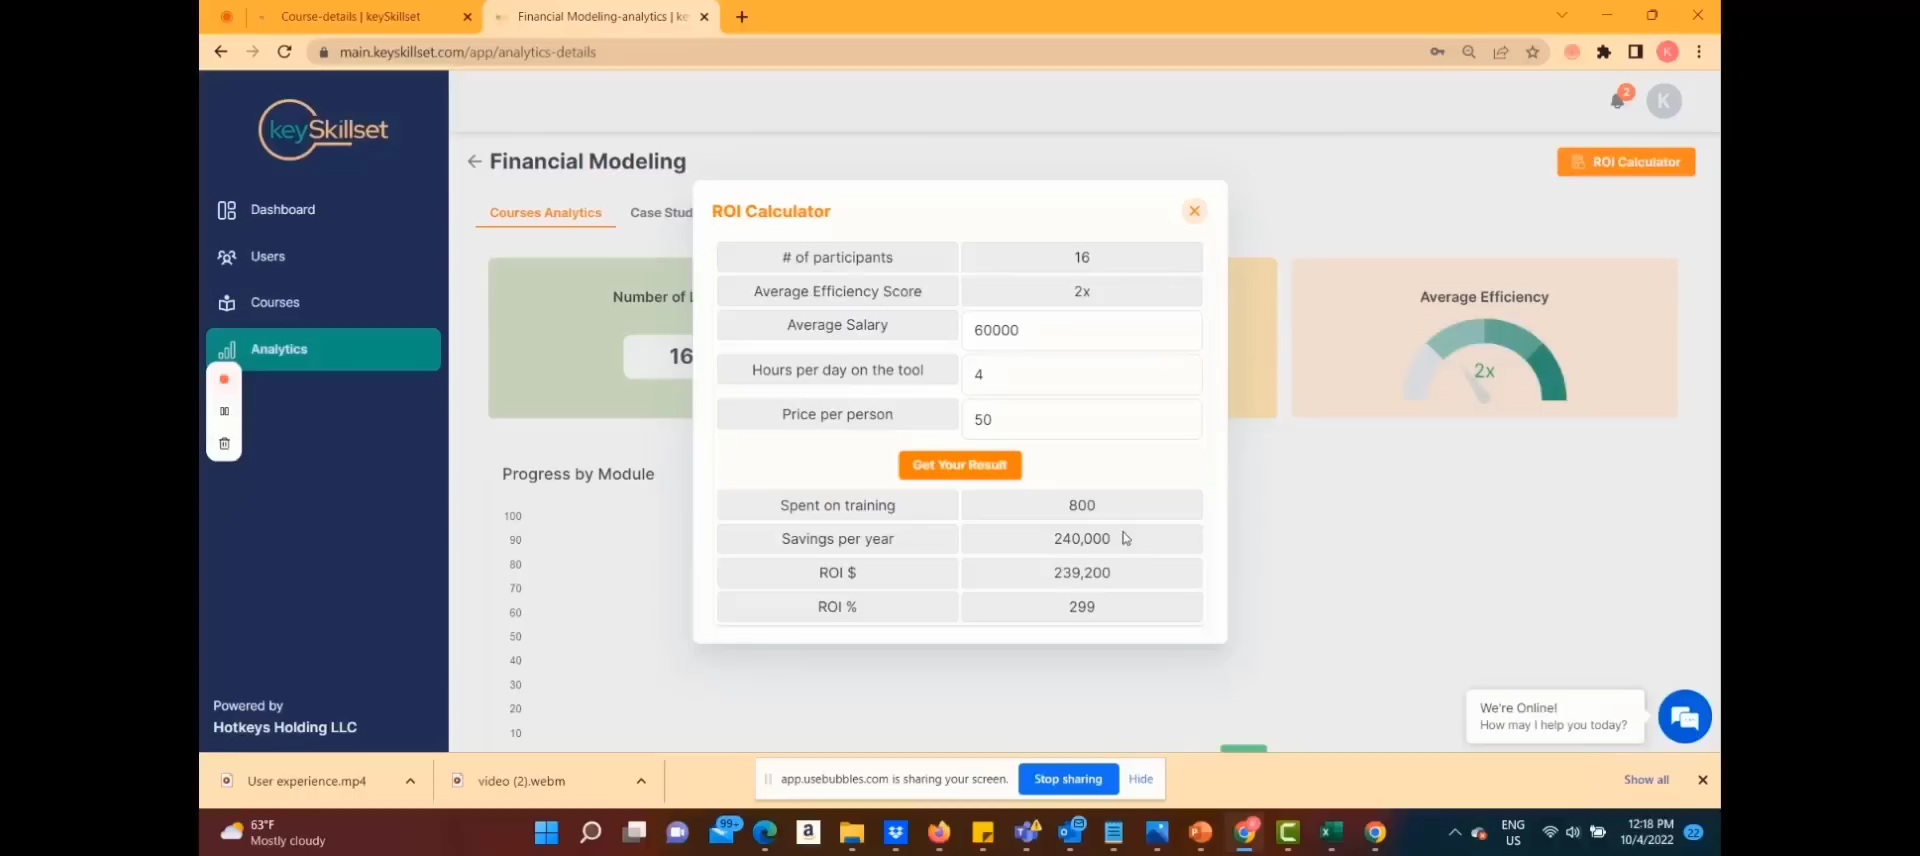 Course-details | keySkillset
Financial Modeling-analytics | ke
main.keyskillset.com/app/analytics-details
K
keySkillset
2
K
Financial Modeling
ROI Calculator
Dashboard
Users
Courses
Analytics
Courses Analytics
Case Stud
Number of L
16
Average Efficiency
2x
ROI Calculator
# of participants 16
Average Efficiency Score 2x
Average Salary 60000
Hours per day on the tool 4
Price per person 50
Get Your Result
Spent on training 800
Savings per year 240,000
ROI $ 239,200
ROI % 299
Progress by Module
100
90
80
70
60
50
40
30
20
10
Powered by
Hotkeys Holding LLC
We're Online!
How may I help you today?
User experience.mp4
video (2).webm
app.usebubbles.com is sharing your screen.
Stop sharing
Hide
Show all
63°F
Mostly cloudy
99+
a
ENG
US
12:18 PM
10/4/2022
22